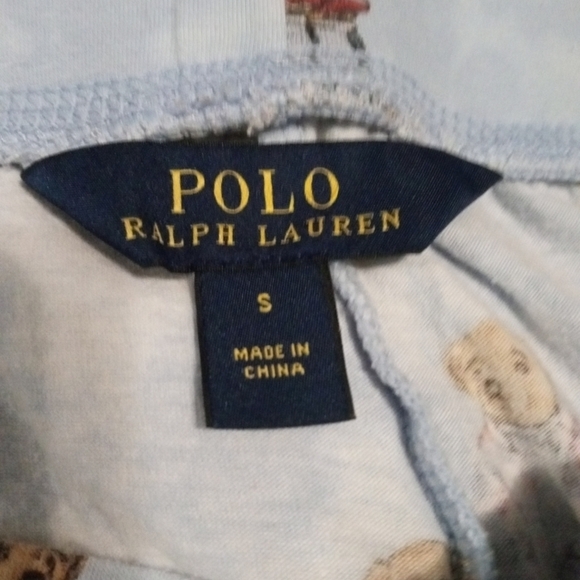 POLO
RALPH LAUREN
S
MADE IN
CHINA